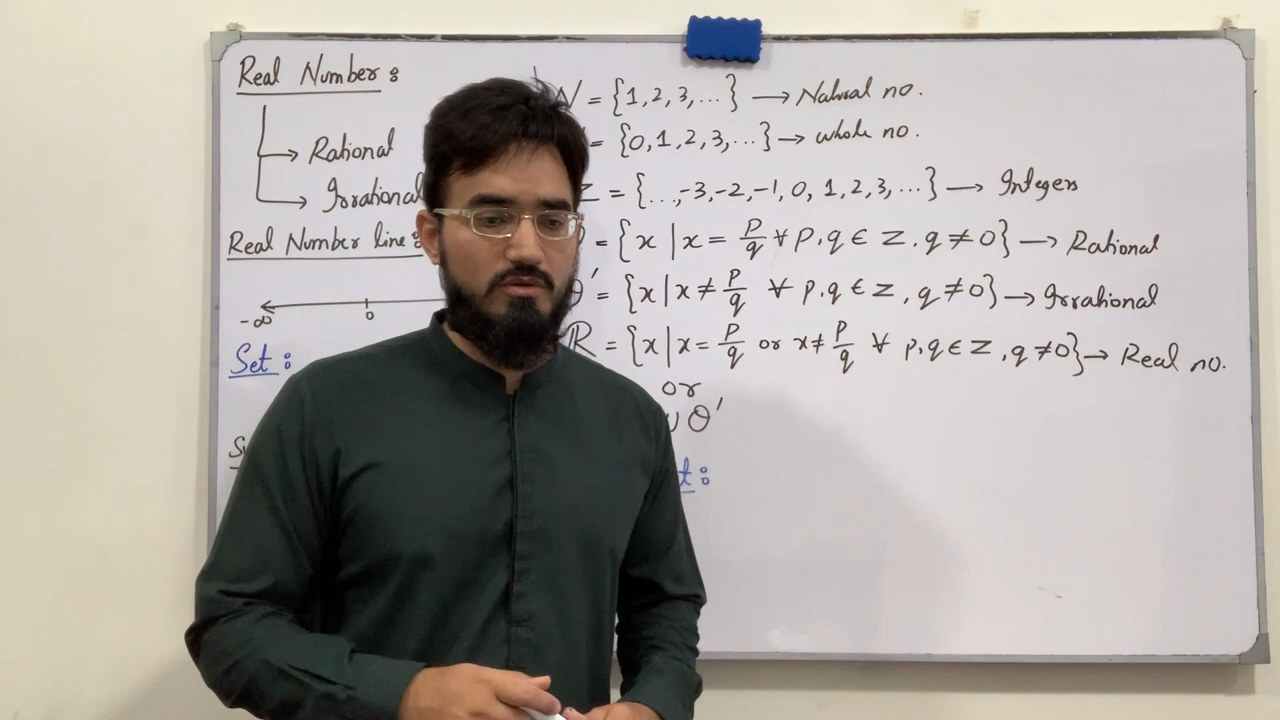 Real Number :
→ Rational
→ Irrational
Real Number line :
-∞ 0
Set :
N = {1, 2, 3, ...} → Natural no.
= {0, 1, 2, 3, ...} → whole no.
Z = {..., -3, -2, -1, 0, 1, 2, 3, ...} → Integers
= {x | x = p/q ∀ p, q ∈ Z, q ≠ 0} → Rational
Q' = {x | x ≠ p/q ∀ p, q ∈ Z, q ≠ 0} → Irrational
R = {x | x = p/q or x ≠ p/q ∀ p, q ∈ Z, q ≠ 0} → Real no.
or
∪ Q'